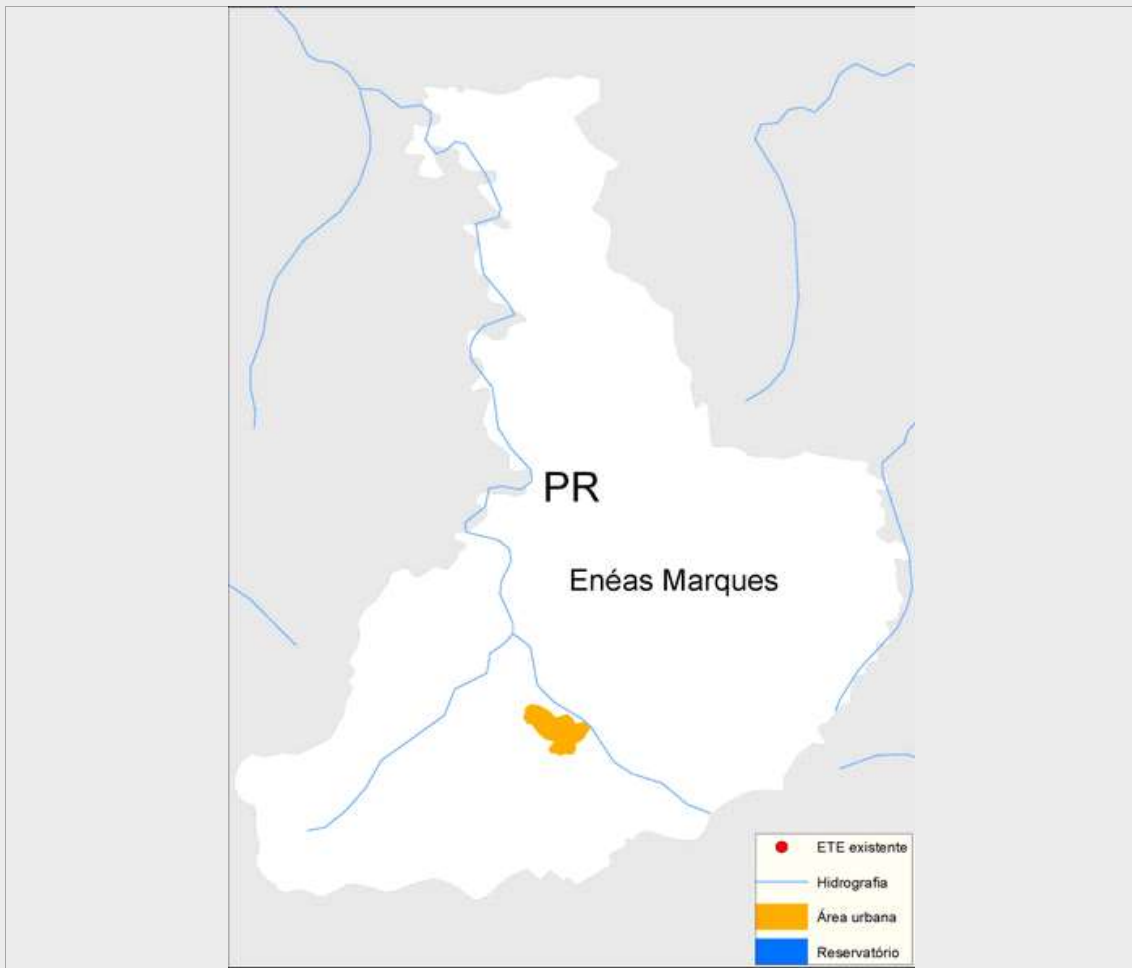 PR
Enéas Marques
ETE existente
Hidrografia
Área urbana
Reservatório